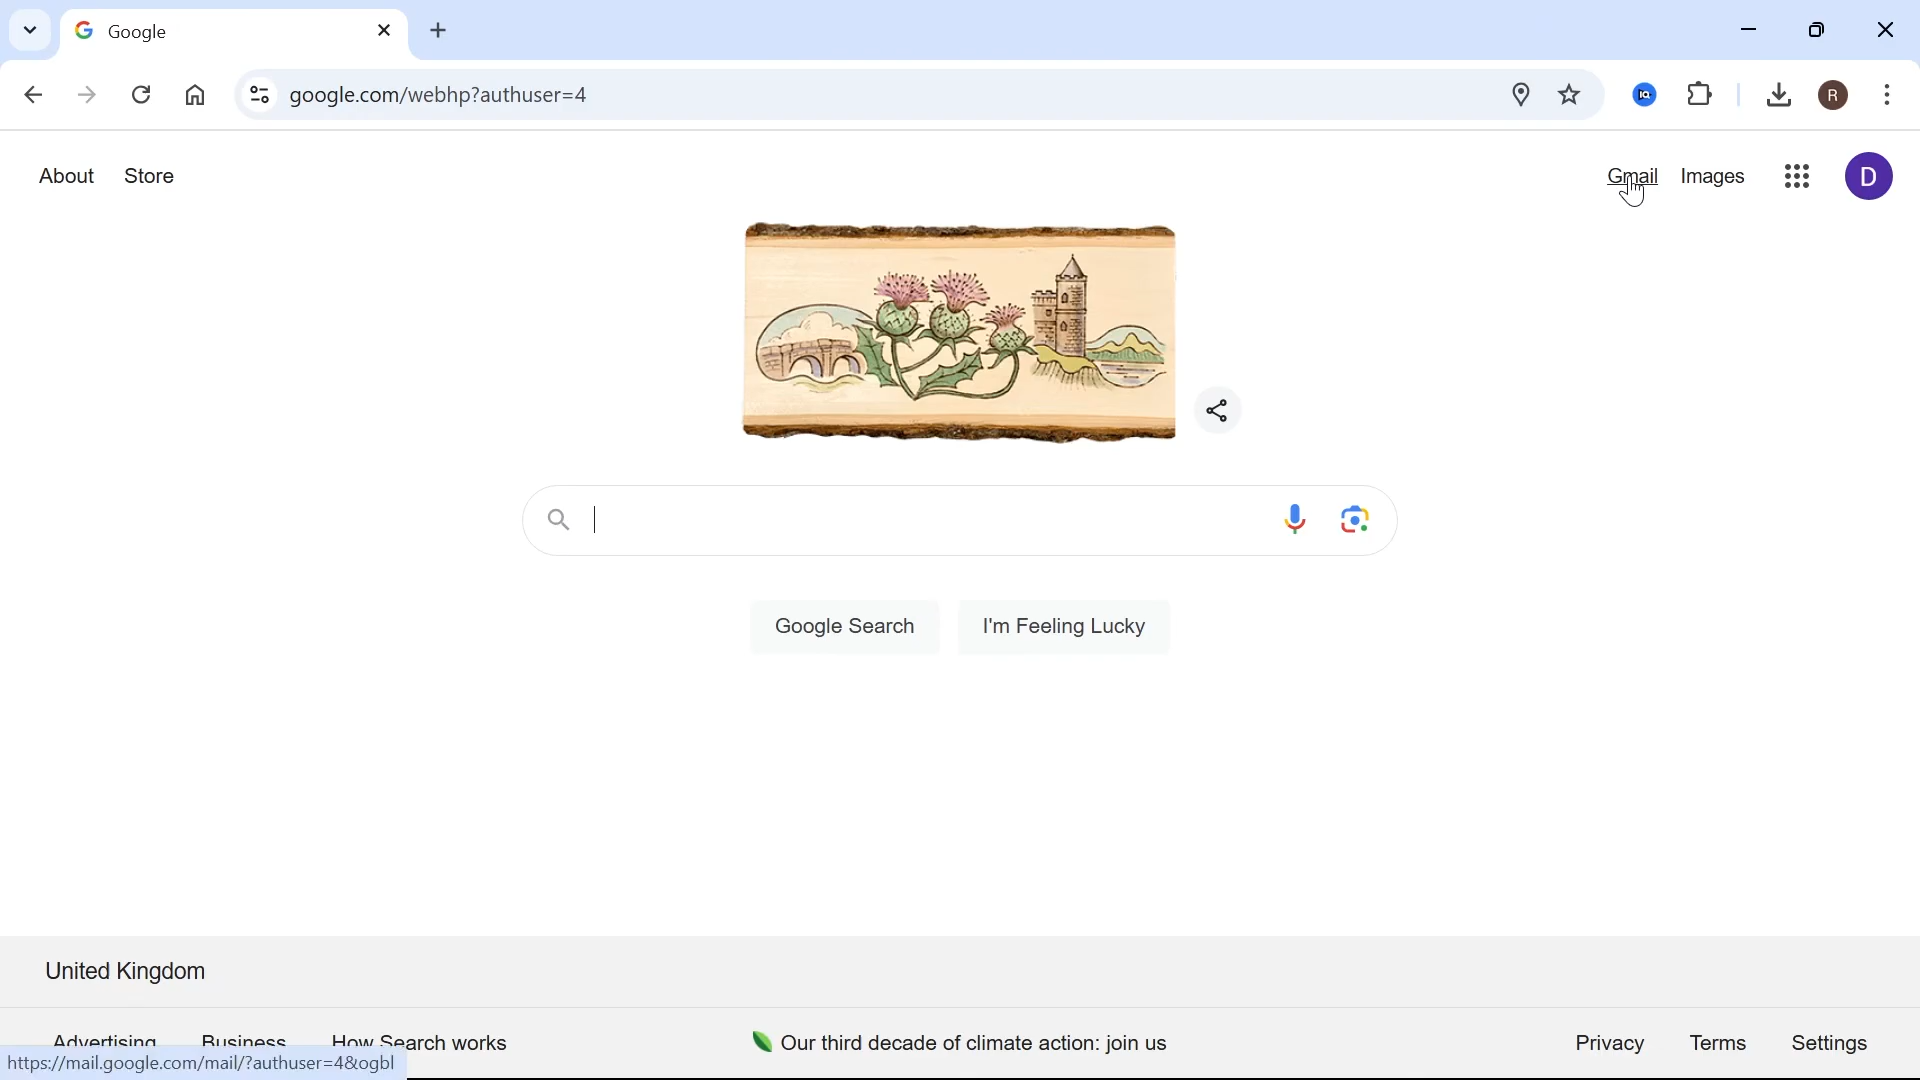 Google
google.com/webhp?authuser=4
R
About Store
Gmail Images
D
Google Search I'm Feeling Lucky
United Kingdom
Advertising Business How Search works
Our third decade of climate action: join us
Privacy Terms Settings
https://mail.google.com/mail/?authuser=4&ogbl